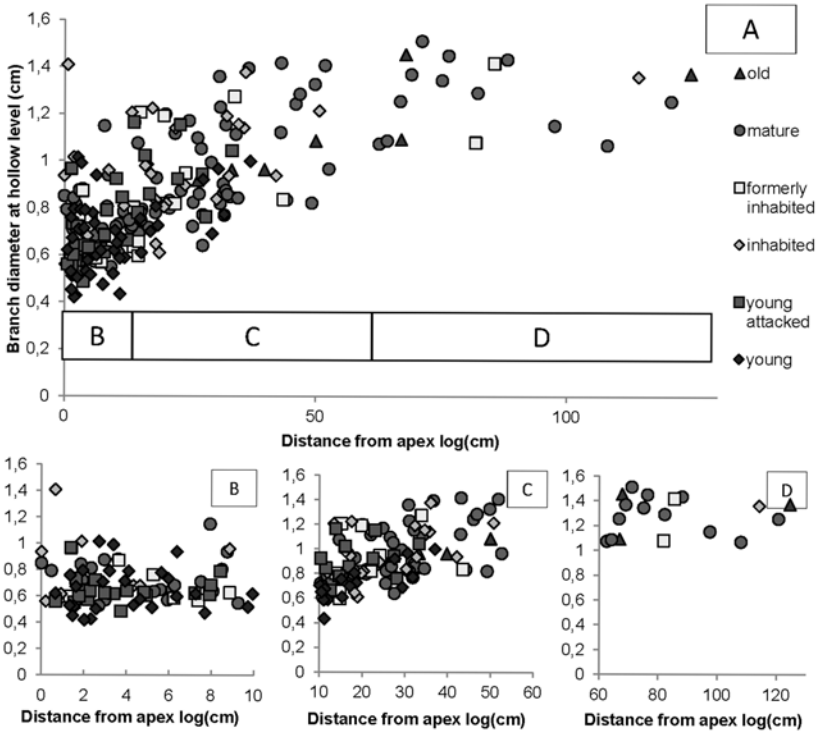 A
Branch diameter at hollow level (cm)
1,6
1,4
1,2
1
0,8
0,6
0,4
0,2
0
B
C
D
0
50
100
Distance from apex log(cm)
old
mature
formerly
inhabited
inhabited
young
attacked
young
B
1,6
1,4
1,2
1
0,8
0,6
0,4
0,2
0
0 2 4 6 8 10
Distance from apex log(cm)
C
1,6
1,4
1,2
1
0,8
0,6
0,4
0,2
0
10 20 30 40 50 60
Distance from apex log(cm)
D
1,6
1,4
1,2
1
0,8
0,6
0,4
0,2
0
60 80 100 120
Distance from apex log(cm)